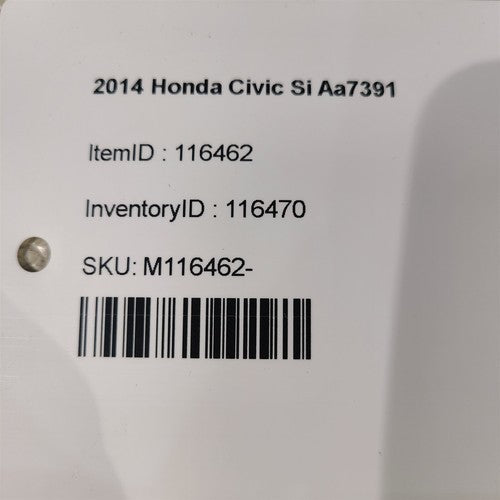 2014 Honda Civic Si Aa7391
ItemID : 116462
InventoryID : 116470
SKU: M116462-